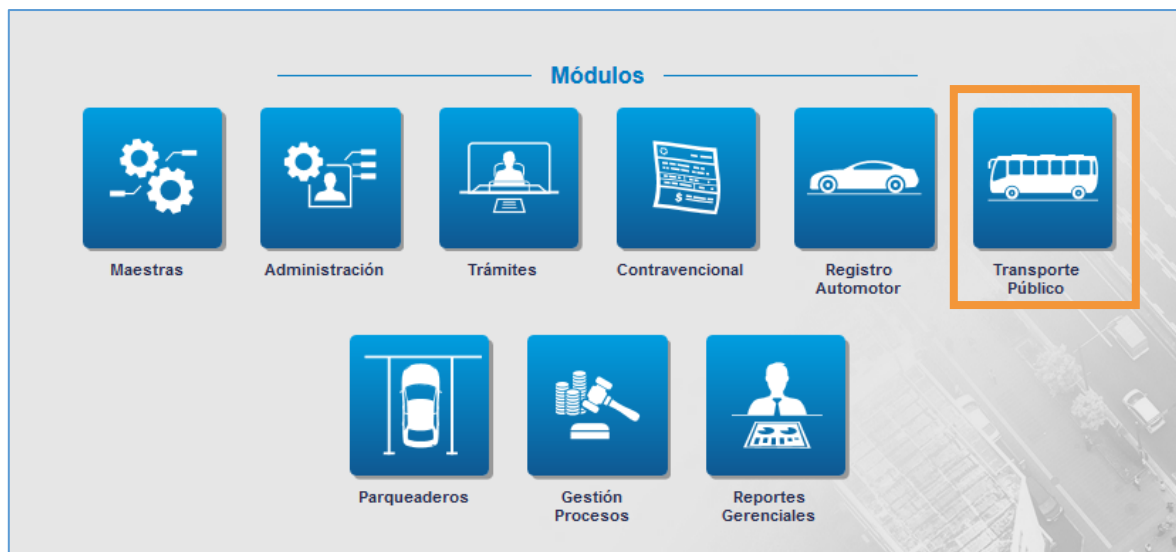 Módulos
Maestras
Administración
Trámites
Contravencional
Registro
Automotor
Transporte
Público
Parqueaderos
Gestión
Procesos
Reportes
Gerenciales